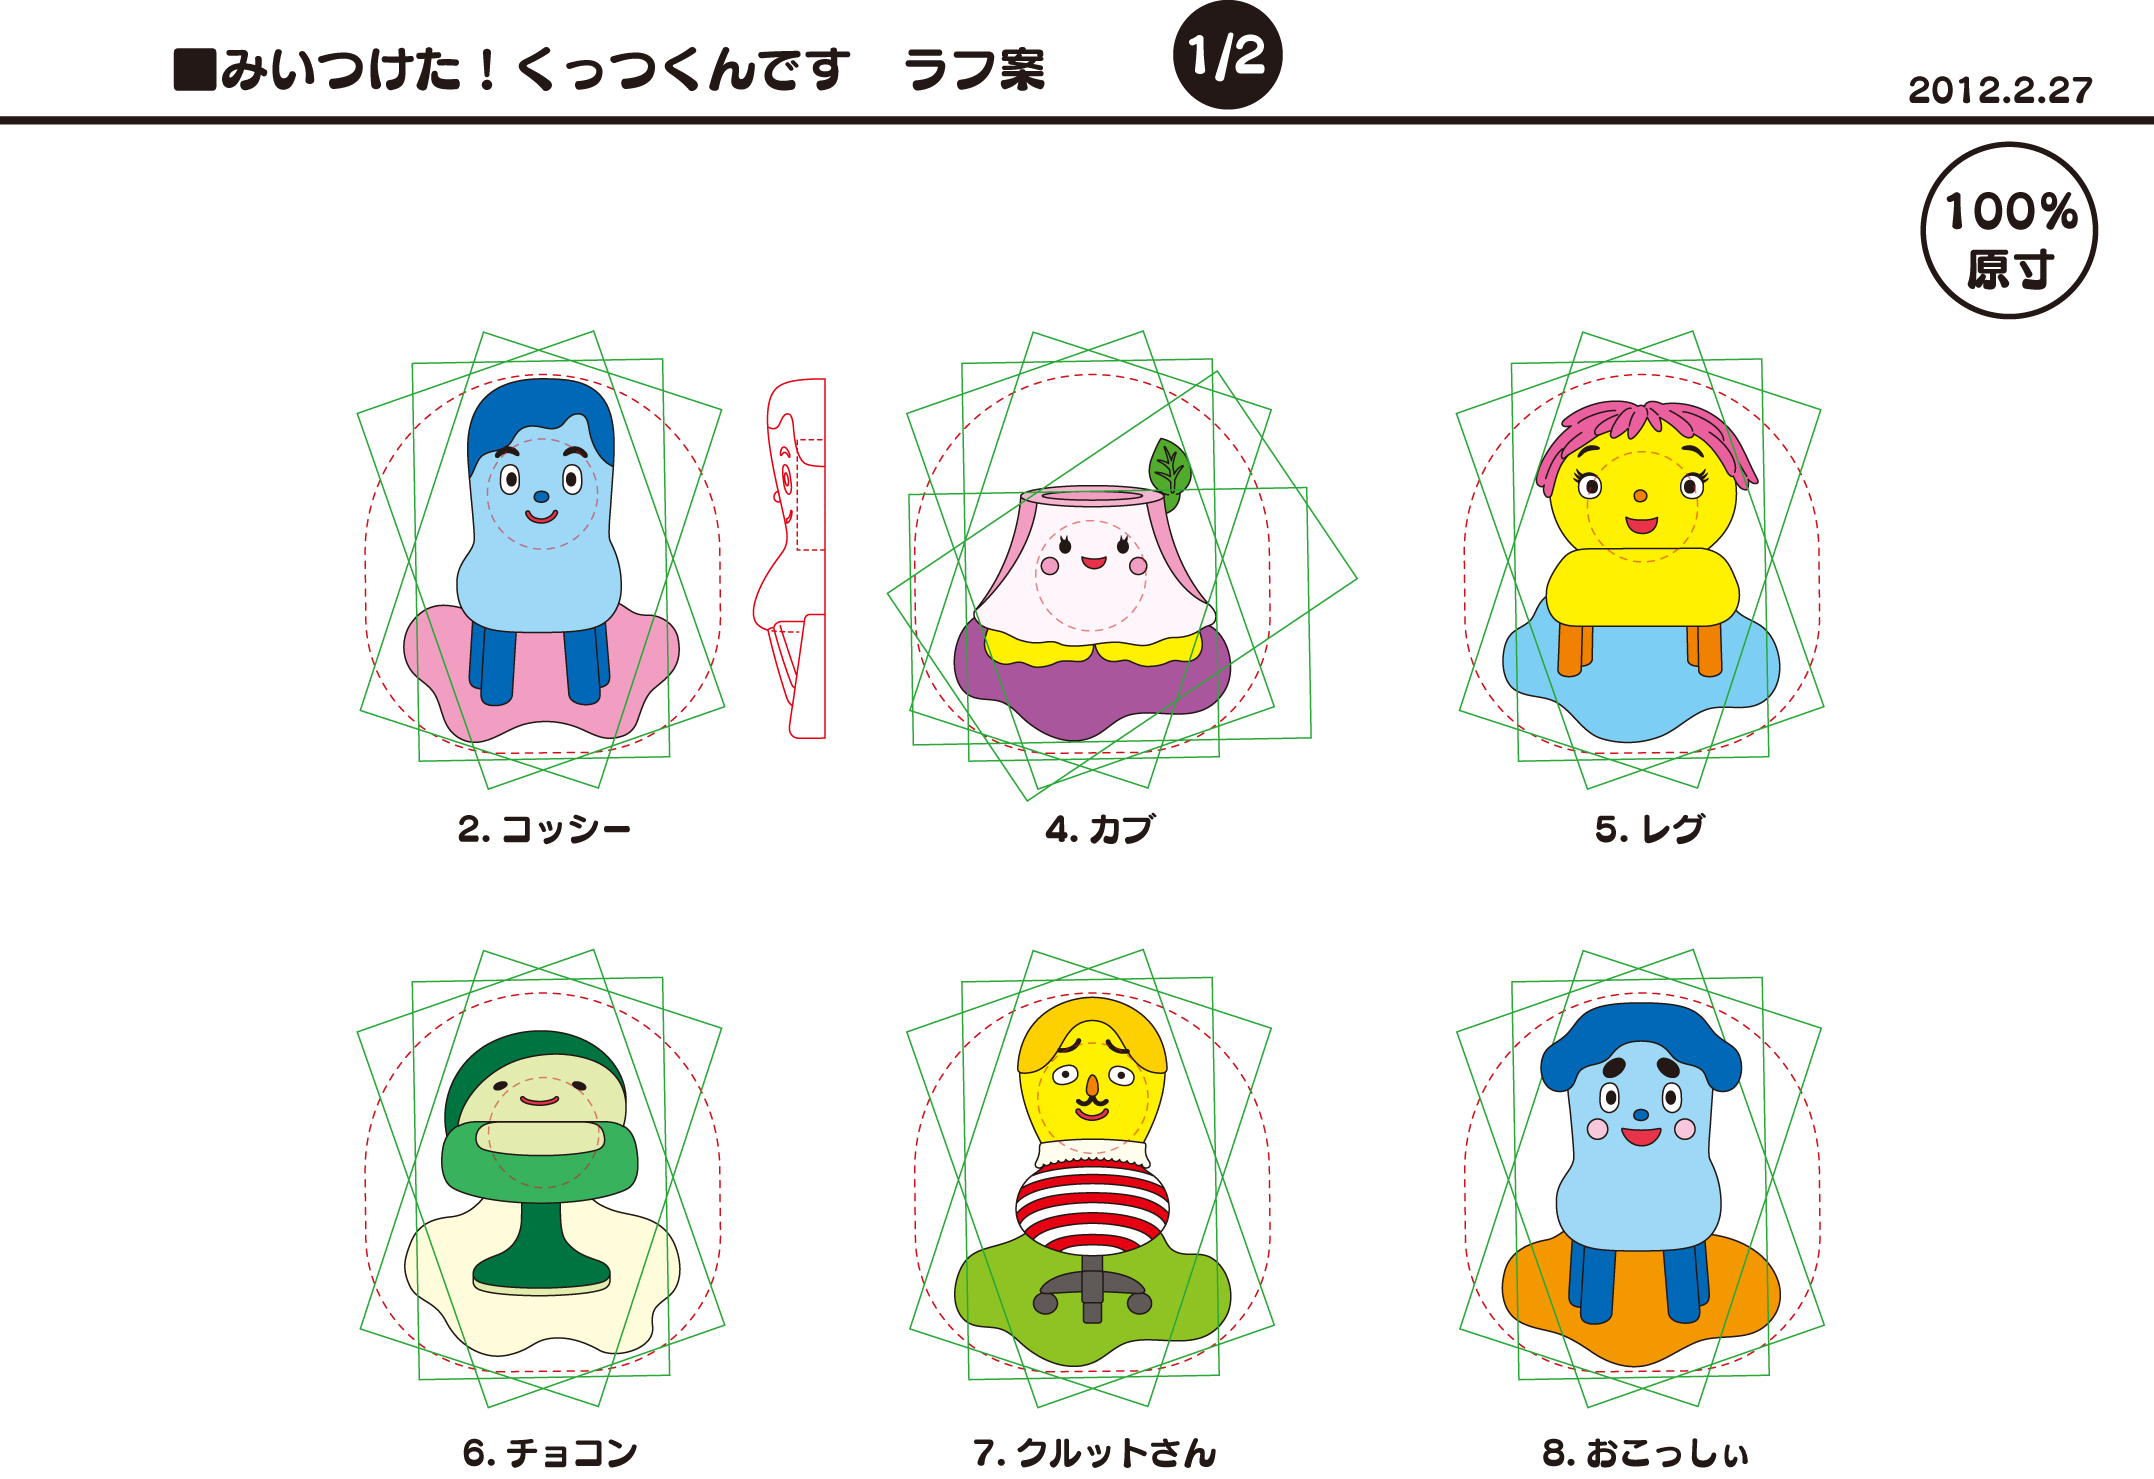 ■みいつけた！くっつくんです　ラフ案
1/2
2012.2.27
100%
原寸
2. コッシー
4. カブ
5. レグ
6. チョコン
7. クルットさん
8. おこっしぃ